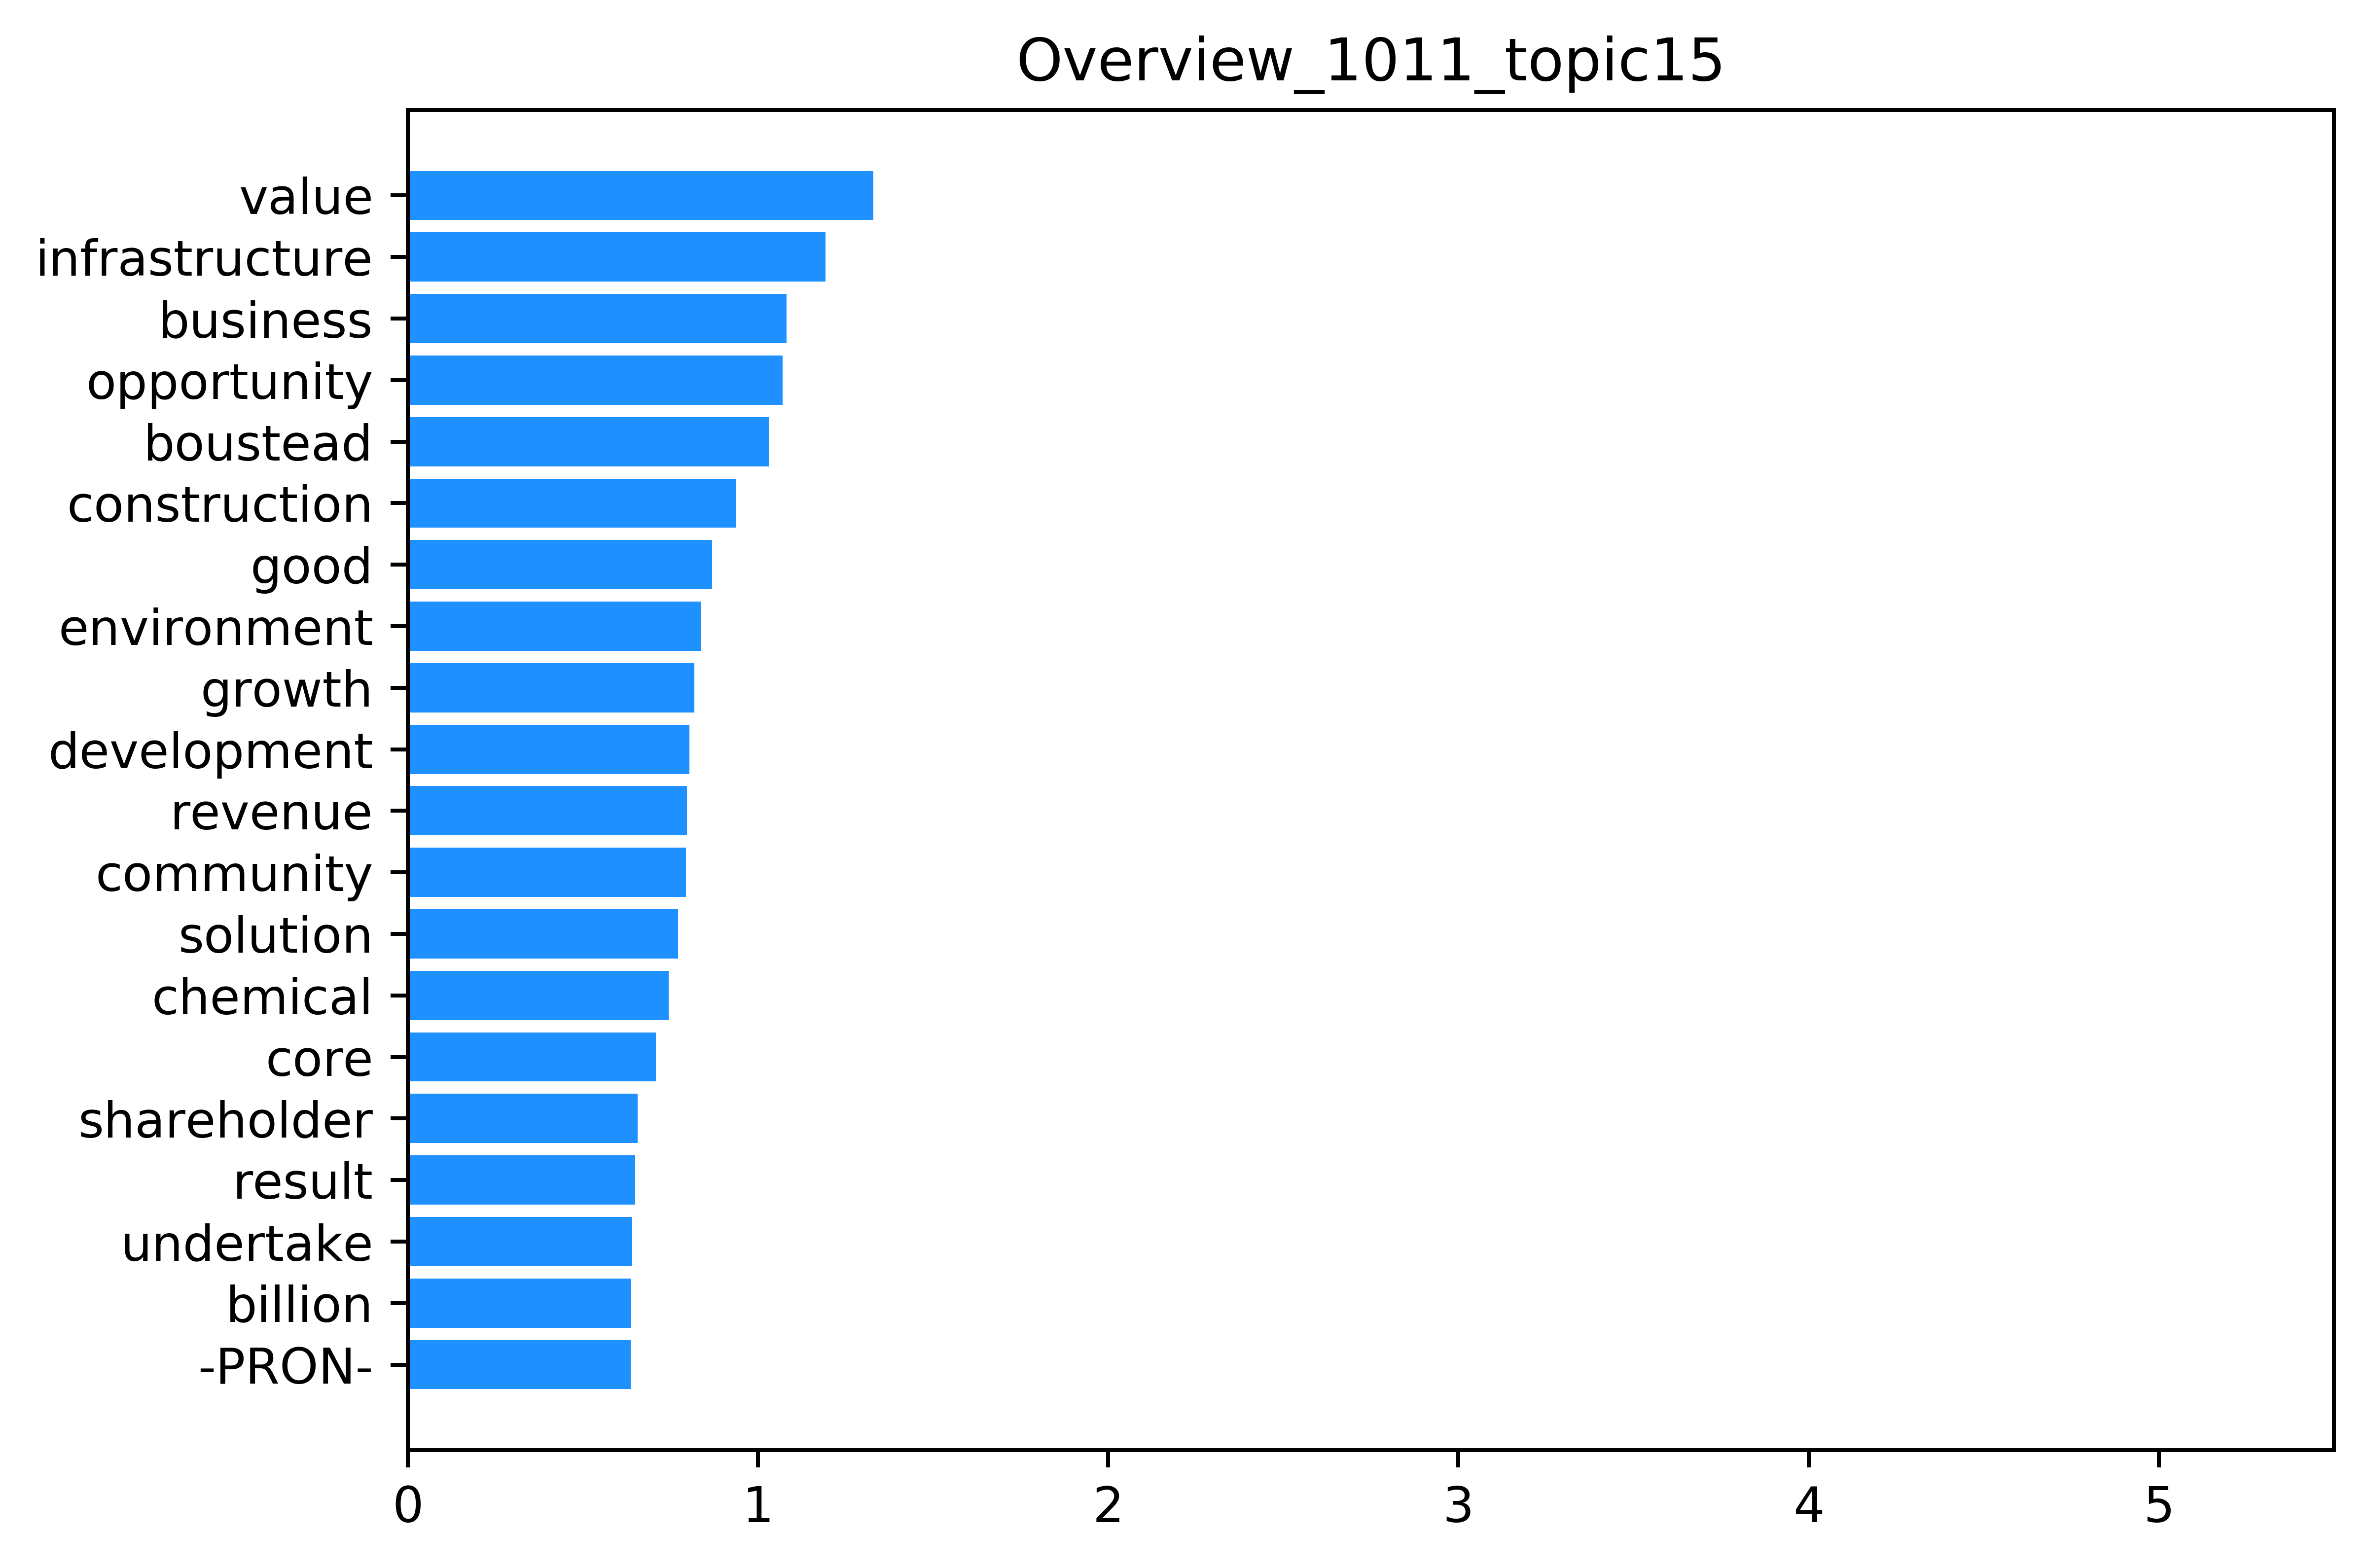 Overview_1011_topic15
value
infrastructure
business
opportunity
boustead
construction
good
environment
growth
development
revenue
community
solution
chemical
core
shareholder
result
undertake
billion
-PRON-
0 1 2 3 4 5